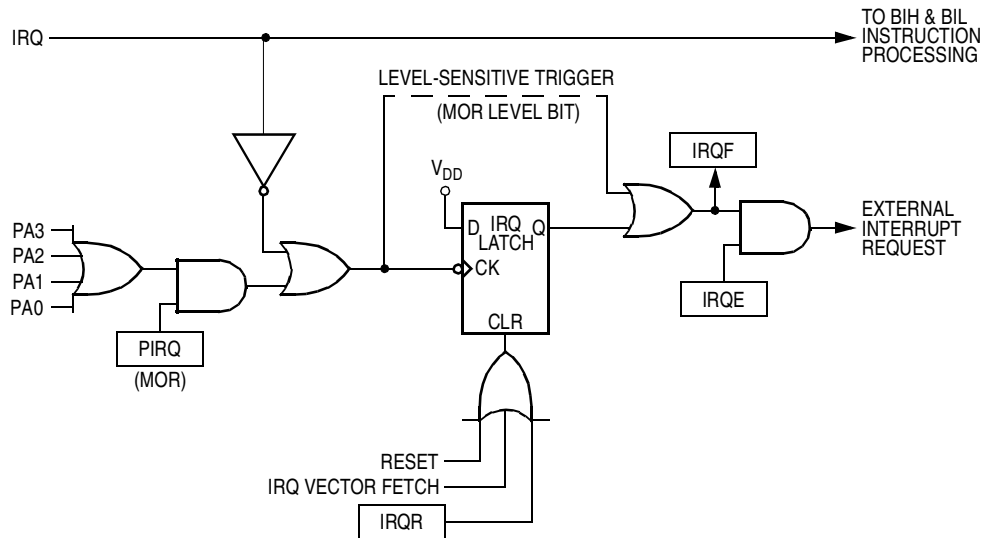 TO BIH & BIL
INSTRUCTION
PROCESSING
IRQ
LEVEL-SENSITIVE TRIGGER
(MOR LEVEL BIT)
IRQF
VDD
EXTERNAL
INTERRUPT
REQUEST
PA3
PA2
PA1
PA0
D IRQ Q
LATCH
CK
CLR
IRQE
PIRQ
(MOR)
RESET
IRQ VECTOR FETCH
IRQR